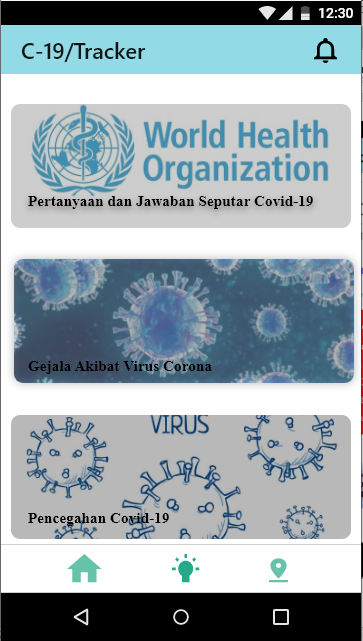 12:30
C-19/Tracker
World Health
Organization
Pertanyaan dan Jawaban Seputar Covid-19
Gejala Akibat Virus Corona
VIRUS
Pencegahan Covid-19